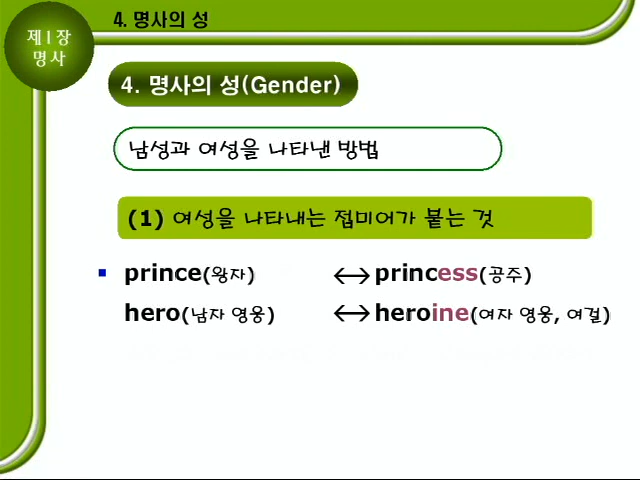 제1장
명사
4. 명사의 성
4. 명사의 성(Gender)
남성과 여성을 나타낸 방법
(1) 여성을 나타내는 접미어가 붙는 것
▪ prince(왕자) ↔ princess(공주)
hero(남자 영웅) ↔ heroine(여자 영웅, 여걸)